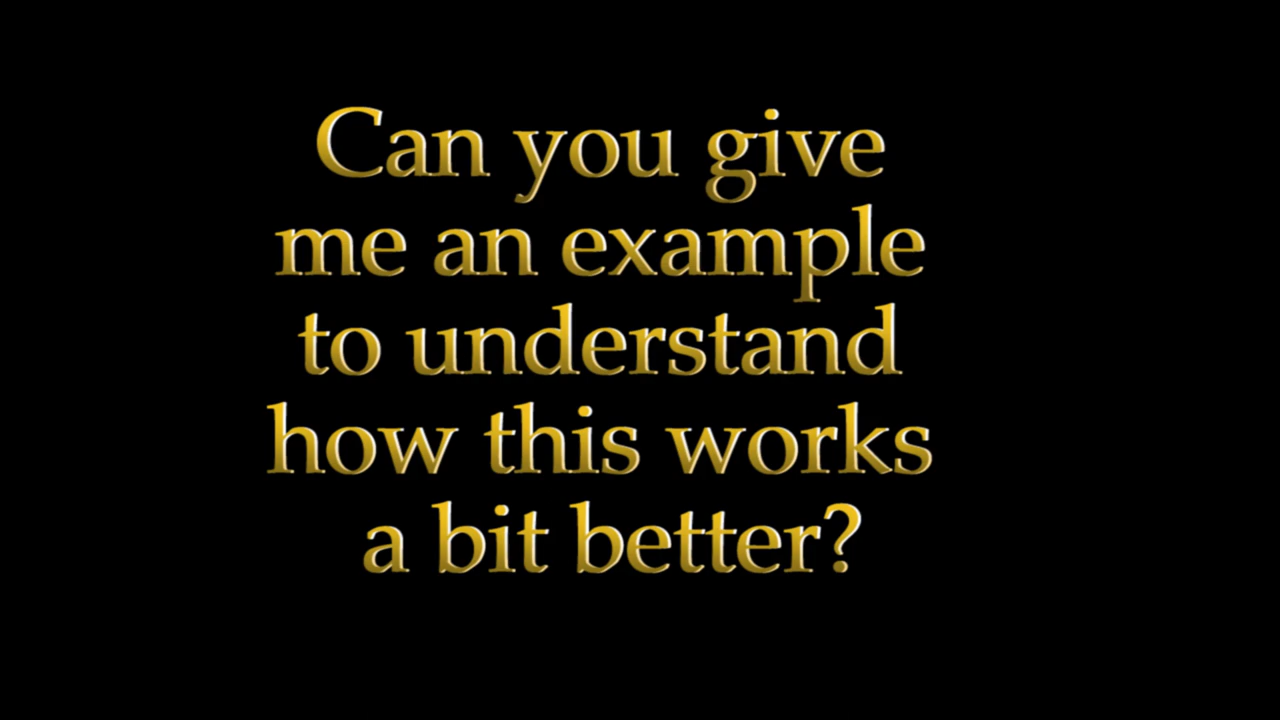 Can you give
me an example
to understand
how this works
a bit better?